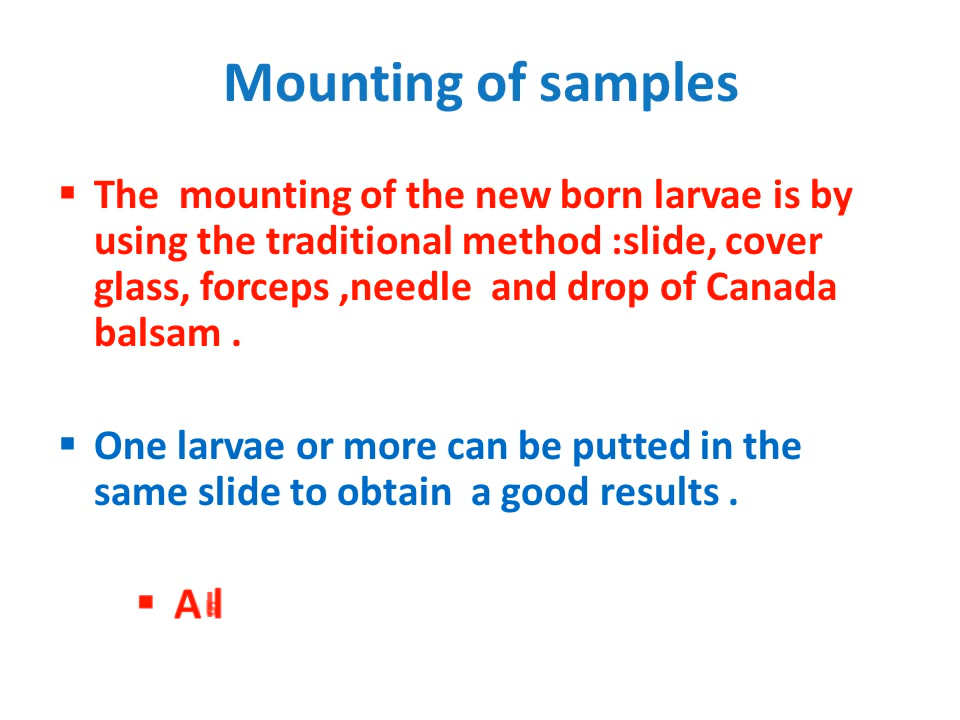 Mounting of samples
▪ The  mounting of the new born larvae is by
using the traditional method :slide, cover
glass, forceps ,needle  and drop of Canada
balsam .
▪ One larvae or more can be putted in the
same slide to obtain  a good results .